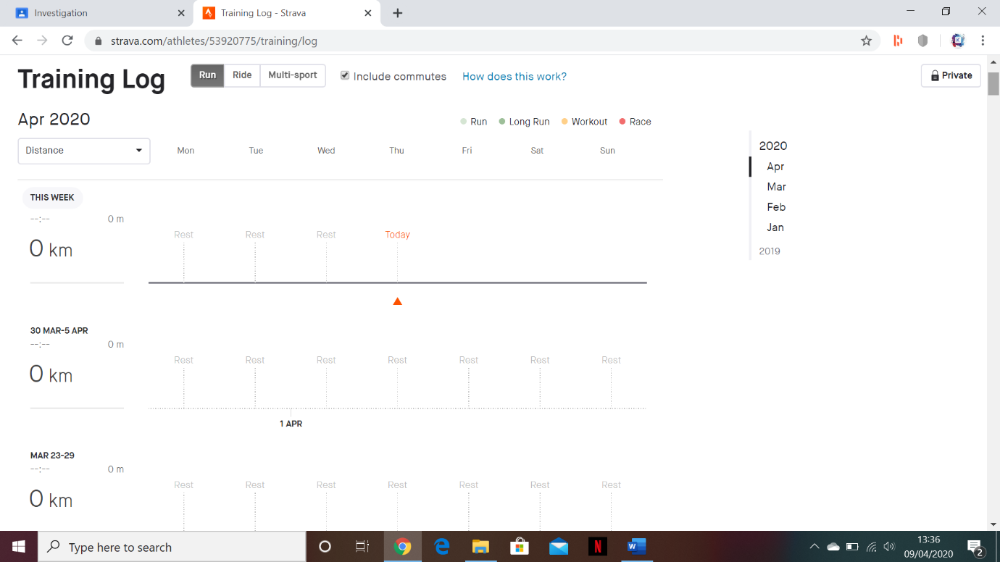 Investigation
Training Log - Strava
strava.com/athletes/53920775/training/log
Training Log
Run Ride Multi-sport
Include commutes
How does this work?
Private
Apr 2020
Run Long Run Workout Race
Distance
Mon Tue Wed Thu Fri Sat Sun
2020
Apr
Mar
Feb
Jan
2019
THIS WEEK
--:-- 0 m
0 km
Rest Rest Rest Today
30 MAR-5 APR
--:-- 0 m
0 km
Rest Rest Rest Rest Rest Rest Rest
1 APR
MAR 23-29
--:-- 0 m
0 km
Rest Rest Rest Rest Rest Rest Rest
Type here to search
13:36
09/04/2020
2